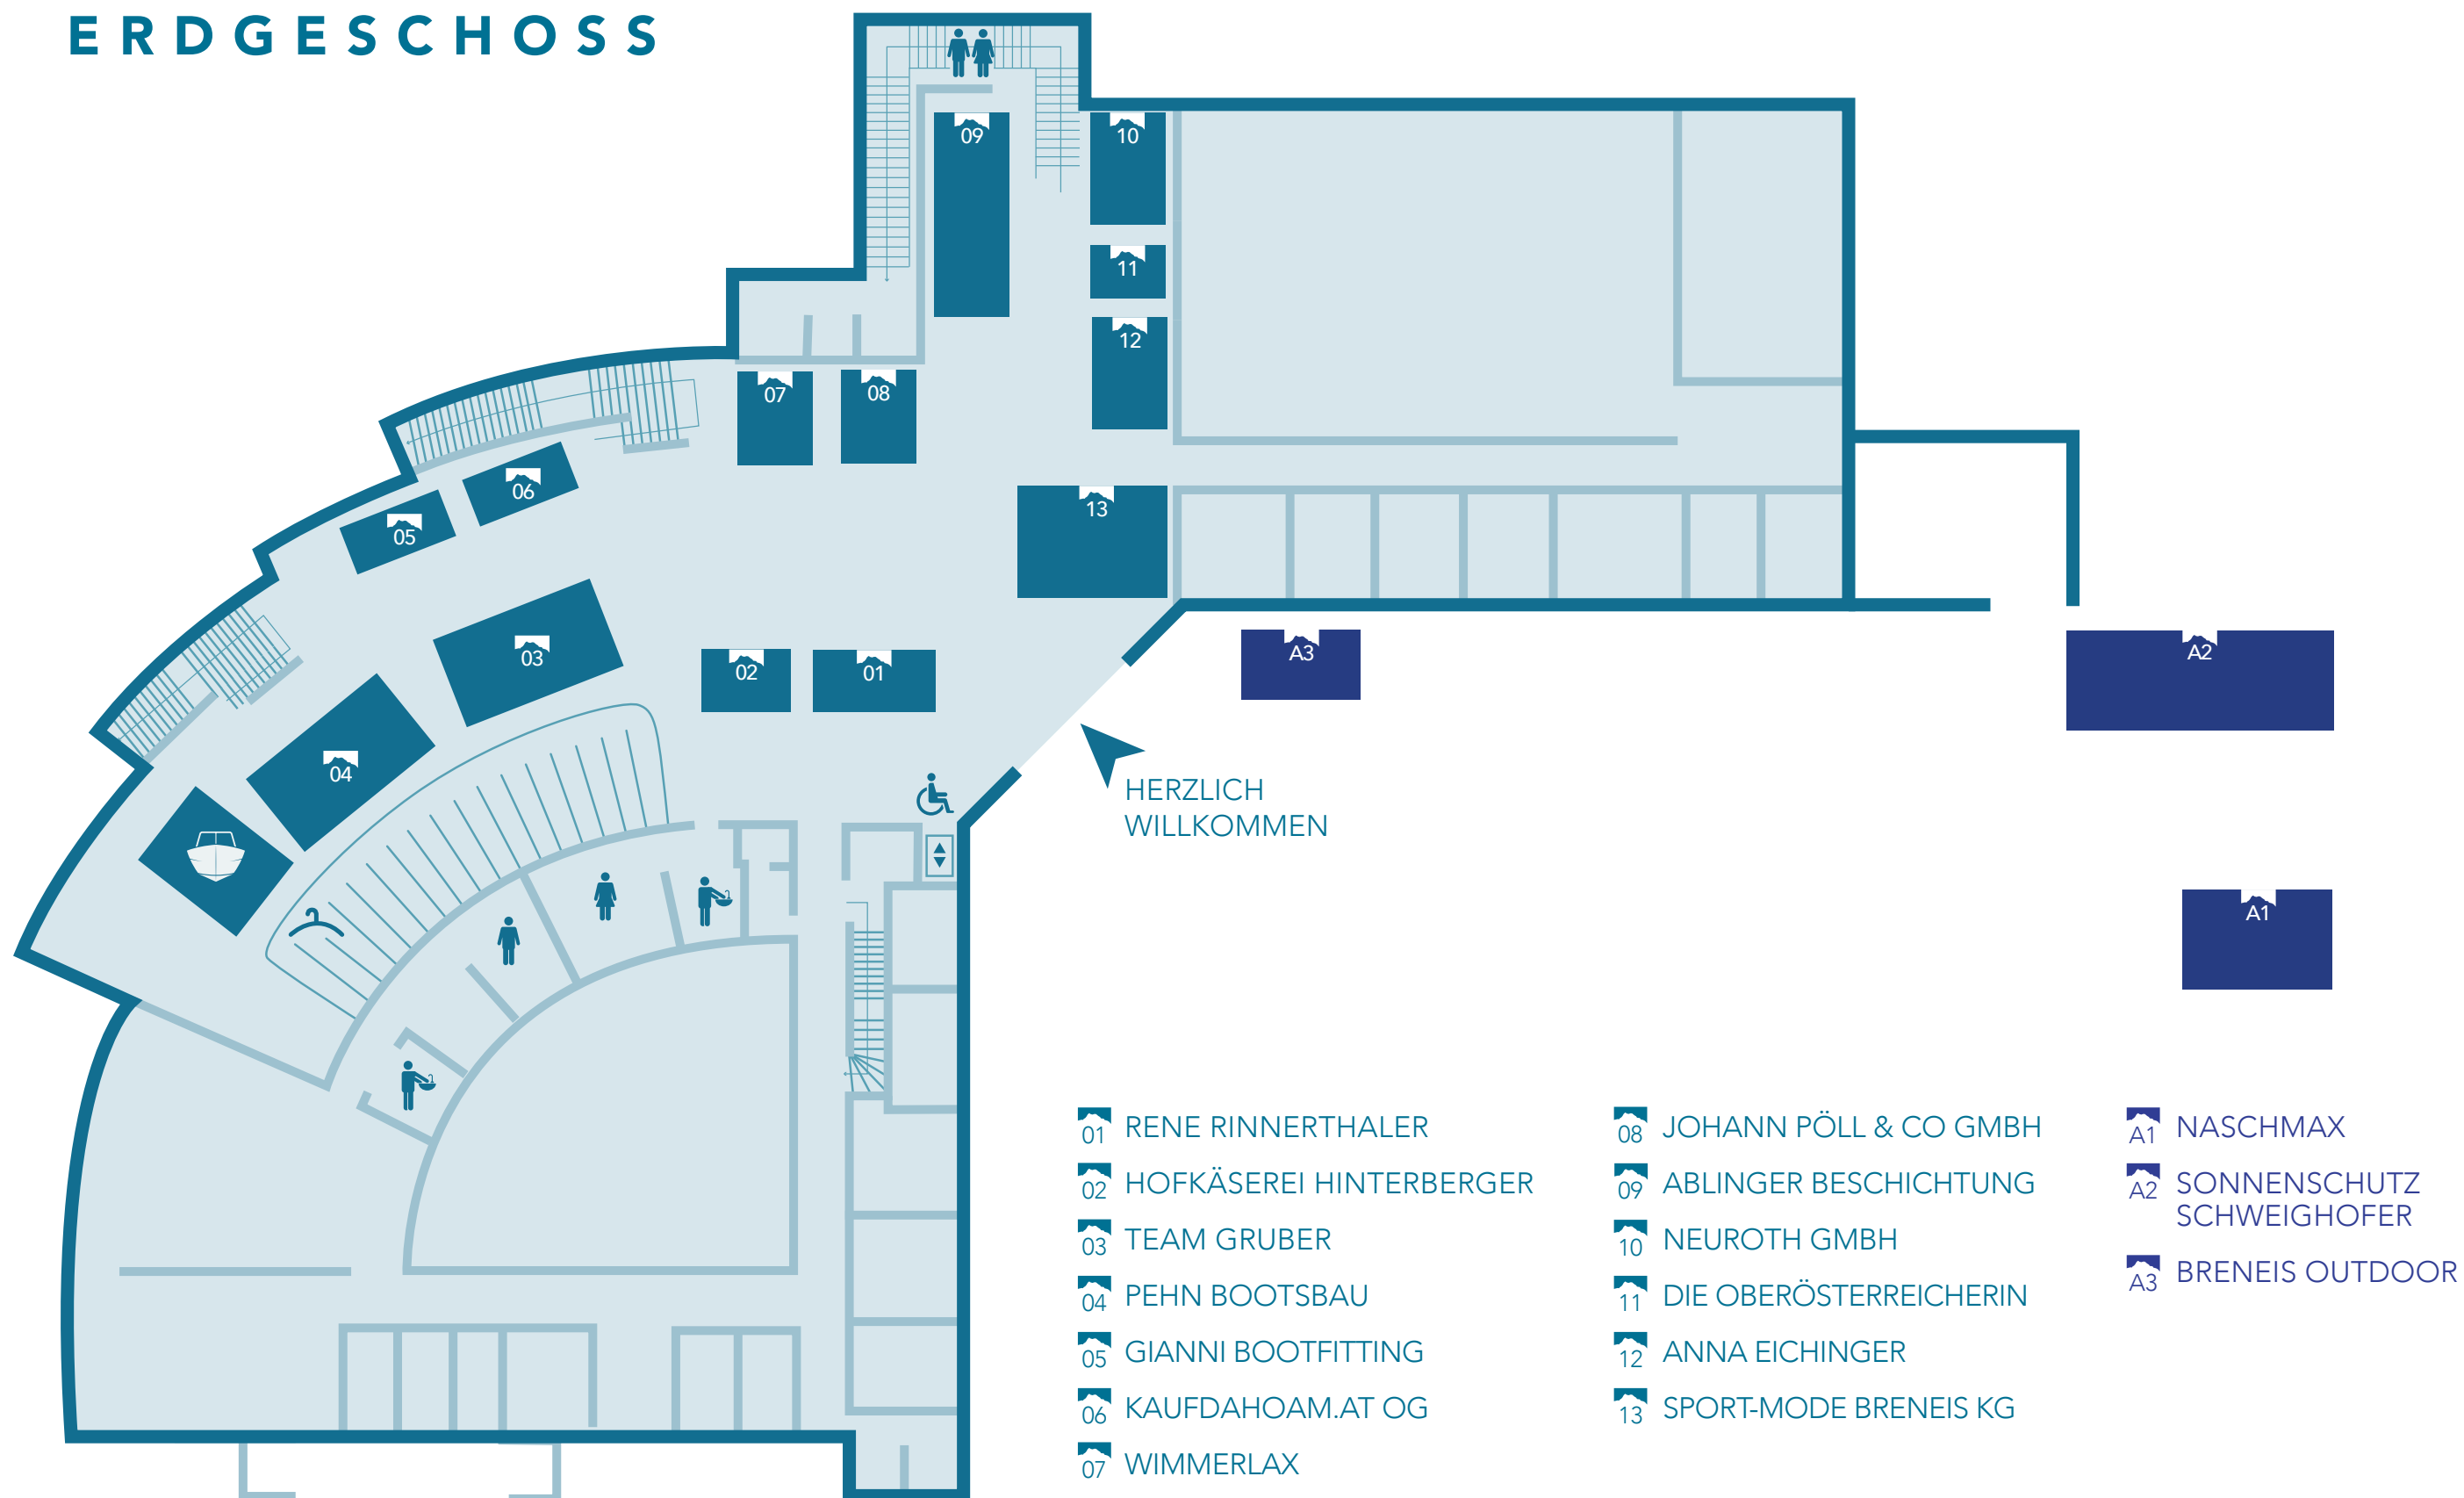 ERDGESCHOSS
09
10
11
12
07
08
06
05
13
03
02
01
A3
A2
04
HERZLICH
WILLKOMMEN
A1
01 RENE RINNERTHALER
02 HOFKÄSEREI HINTERBERGER
03 TEAM GRUBER
04 PEHN BOOTSBAU
05 GIANNI BOOTFITTING
06 KAUFDAHOAM.AT OG
07 WIMMERLAX
08 JOHANN PÖLL & CO GMBH
09 ABLINGER BESCHICHTUNG
10 NEUROTH GMBH
11 DIE OBERÖSTERREICHERIN
12 ANNA EICHINGER
13 SPORT-MODE BRENEIS KG
A1 NASCHMAX
A2 SONNENSCHUTZ
SCHWEIGHOFER
A3 BRENEIS OUTDOOR